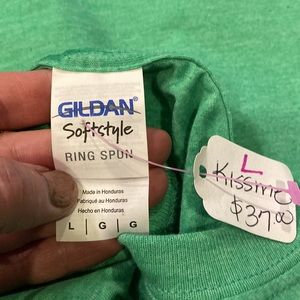 GILDAN®
Softstyle
RING SPUN
Made in Honduras
Fabriqué au Honduras
Hecho en Honduras
L G G
L
Kissme
$37.00